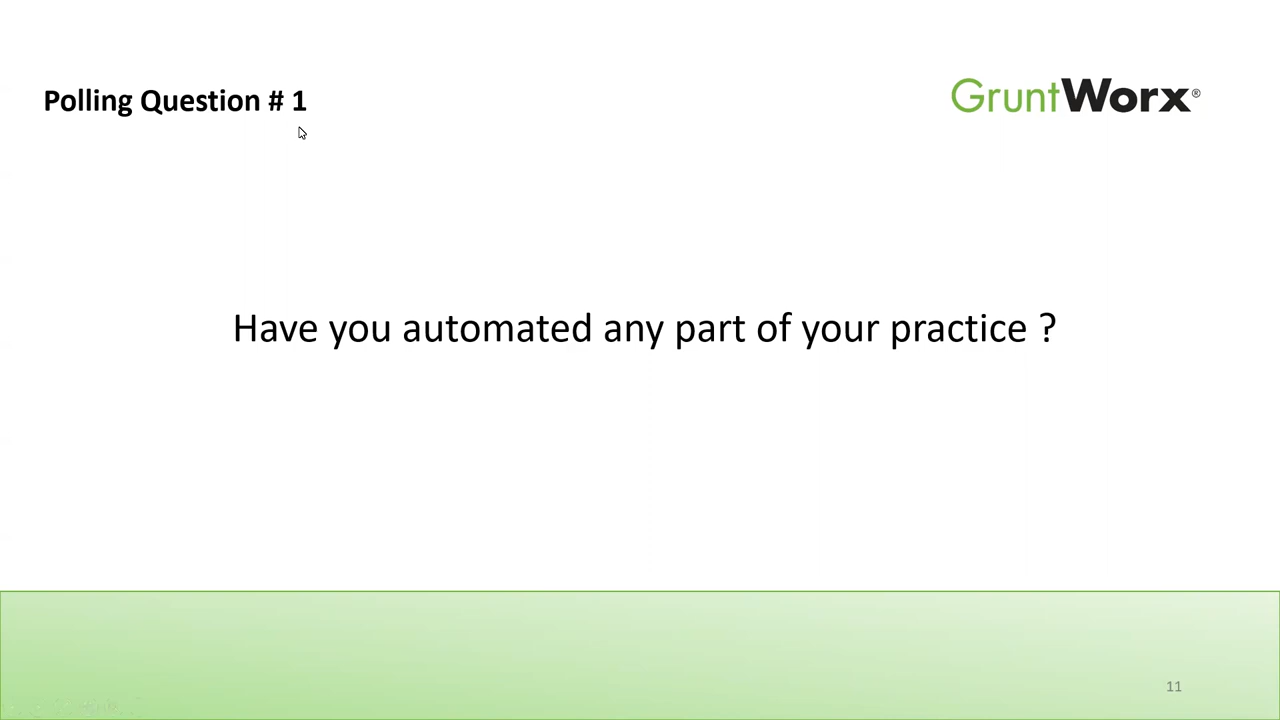 Polling Question # 1
GruntWorx®
Have you automated any part of your practice ?
11